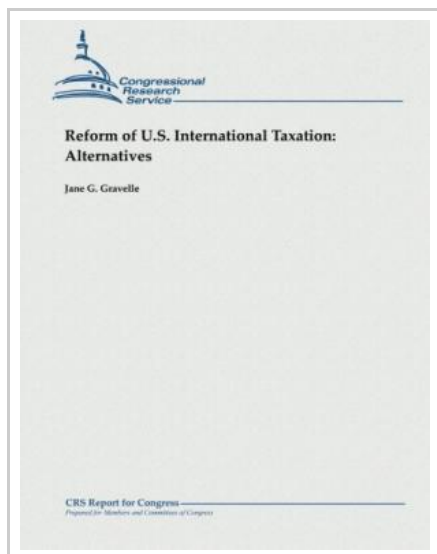 Congressional
Research
Service
Reform of U.S. International Taxation:
Alternatives
Jane G. Gravelle
CRS Report for Congress
Prepared for Members and Committees of Congress